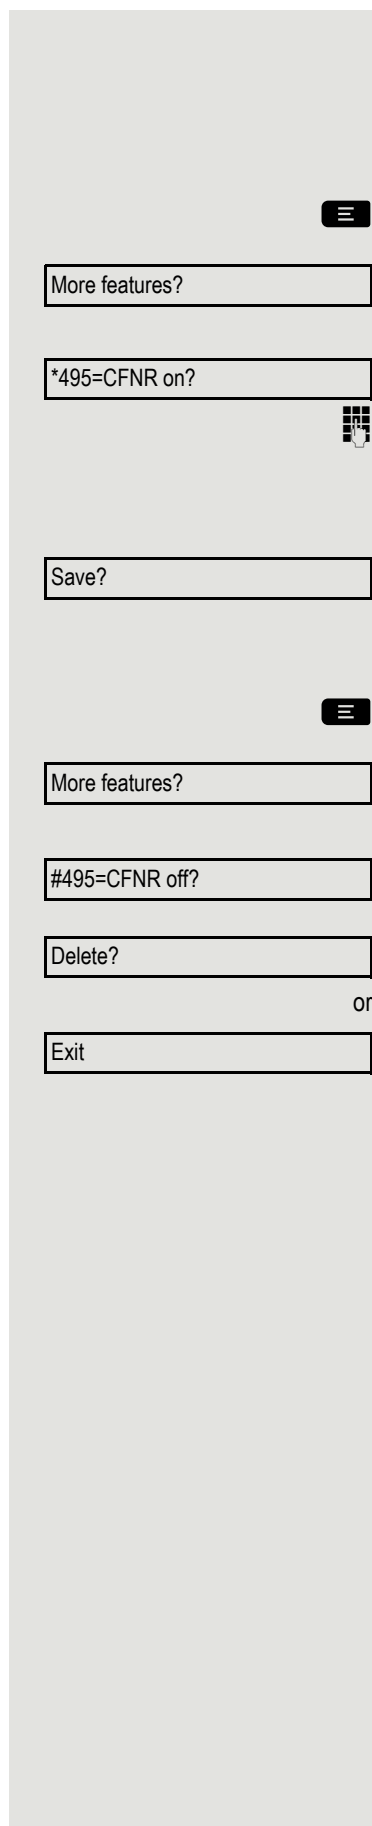 More features?
*495=CFNR on?
Save?
More features?
#495=CFNR off?
Delete?
or
Exit